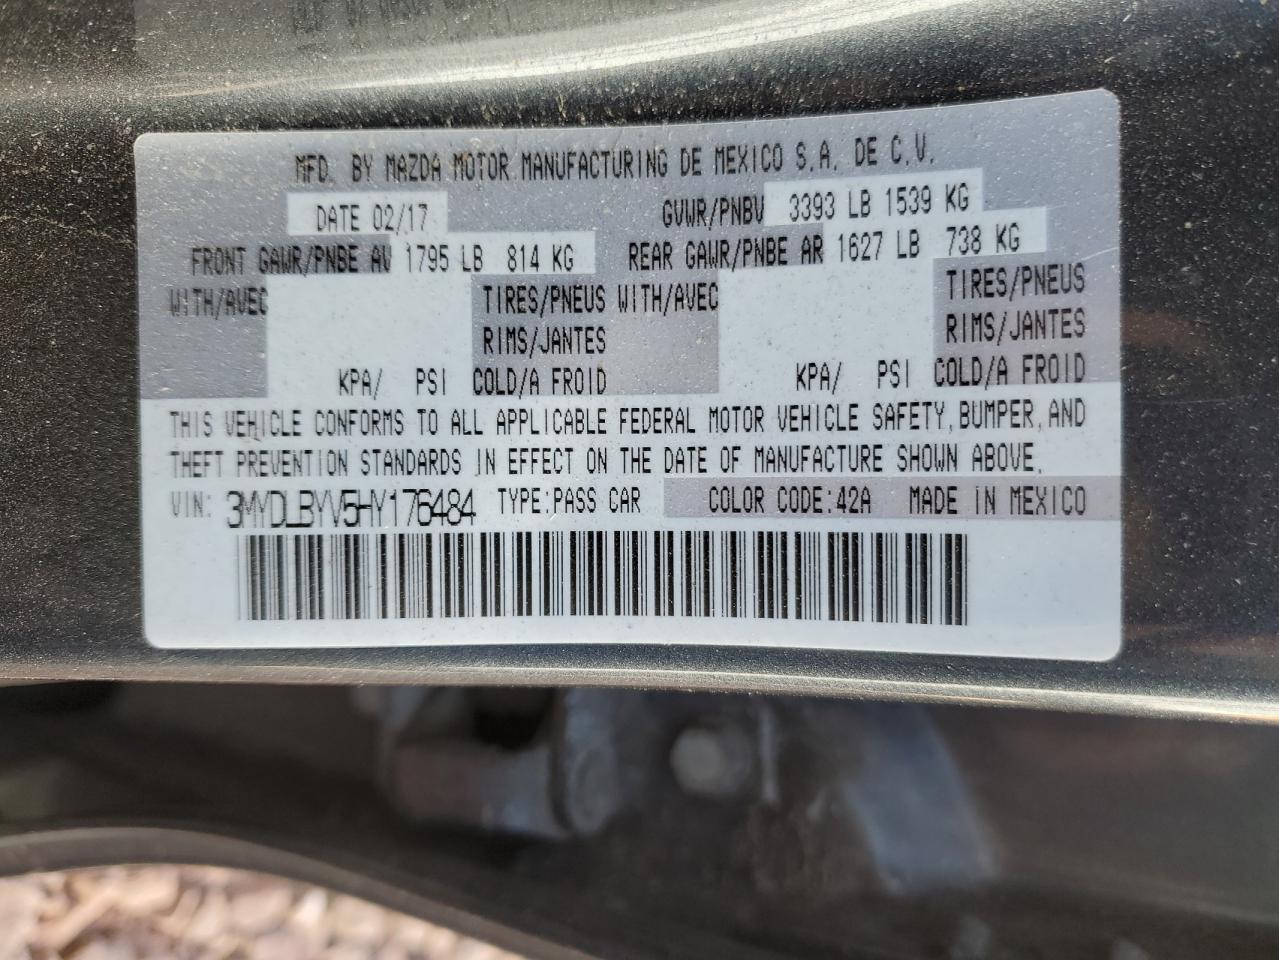 MFD. BY MAZDA MOTOR MANUFACTURING DE MEXICO S.A. DE C.V.
DATE 02/17 GVWR/PNBV 3393 LB 1539 KG
FRONT GAWR/PNBE AV 1795 LB 814 KG REAR GAWR/PNBE AR 1627 LB 738 KG
WITH/AVEC TIRES/PNEUS WITH/AVEC TIRES/PNEUS
RIMS/JANTES RIMS/JANTES
KPA/ PSI COLD/A FROID KPA/ PSI COLD/A FROID
THIS VEHICLE CONFORMS TO ALL APPLICABLE FEDERAL MOTOR VEHICLE SAFETY, BUMPER, AND
THEFT PREVENTION STANDARDS IN EFFECT ON THE DATE OF MANUFACTURE SHOWN ABOVE.
VIN: 3MYDLBYV5HY176484 TYPE:PASS CAR COLOR CODE:42A MADE IN MEXICO